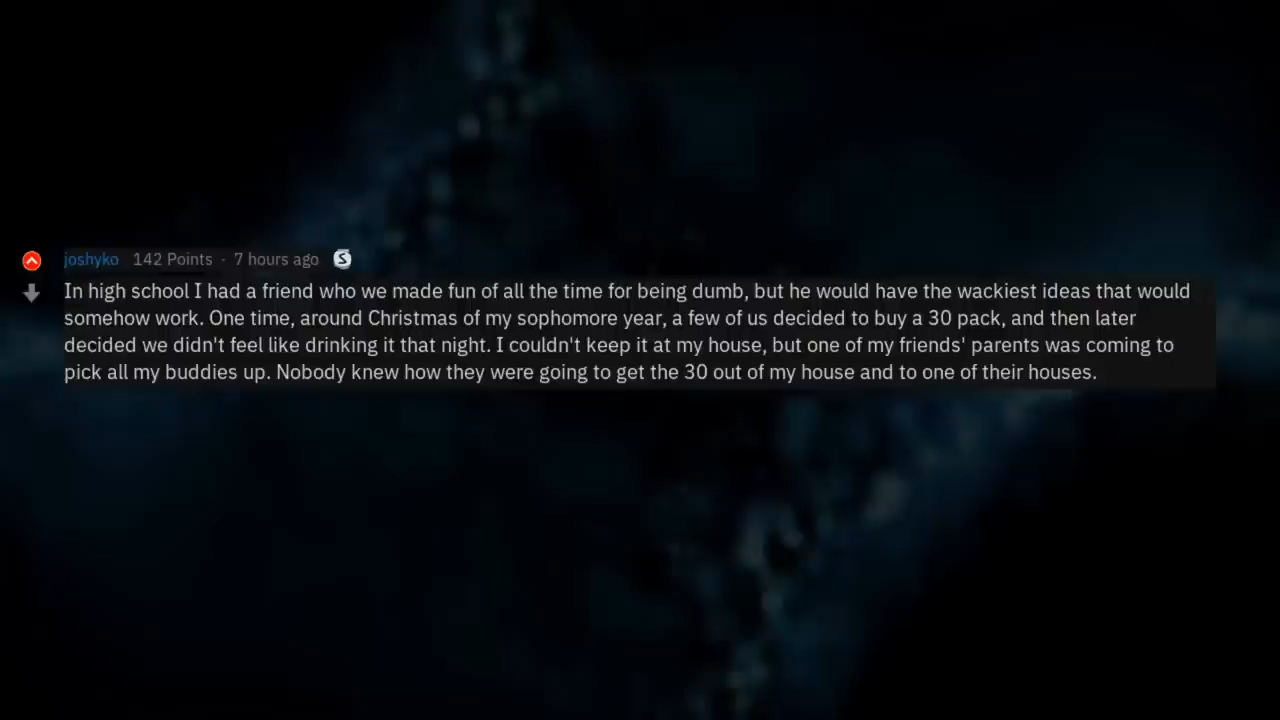 joshyko 142 Points · 7 hours ago S
In high school I had a friend who we made fun of all the time for being dumb, but he would have the wackiest ideas that would
somehow work. One time, around Christmas of my sophomore year, a few of us decided to buy a 30 pack, and then later
decided we didn't feel like drinking it that night. I couldn't keep it at my house, but one of my friends' parents was coming to
pick all my buddies up. Nobody knew how they were going to get the 30 out of my house and to one of their houses.